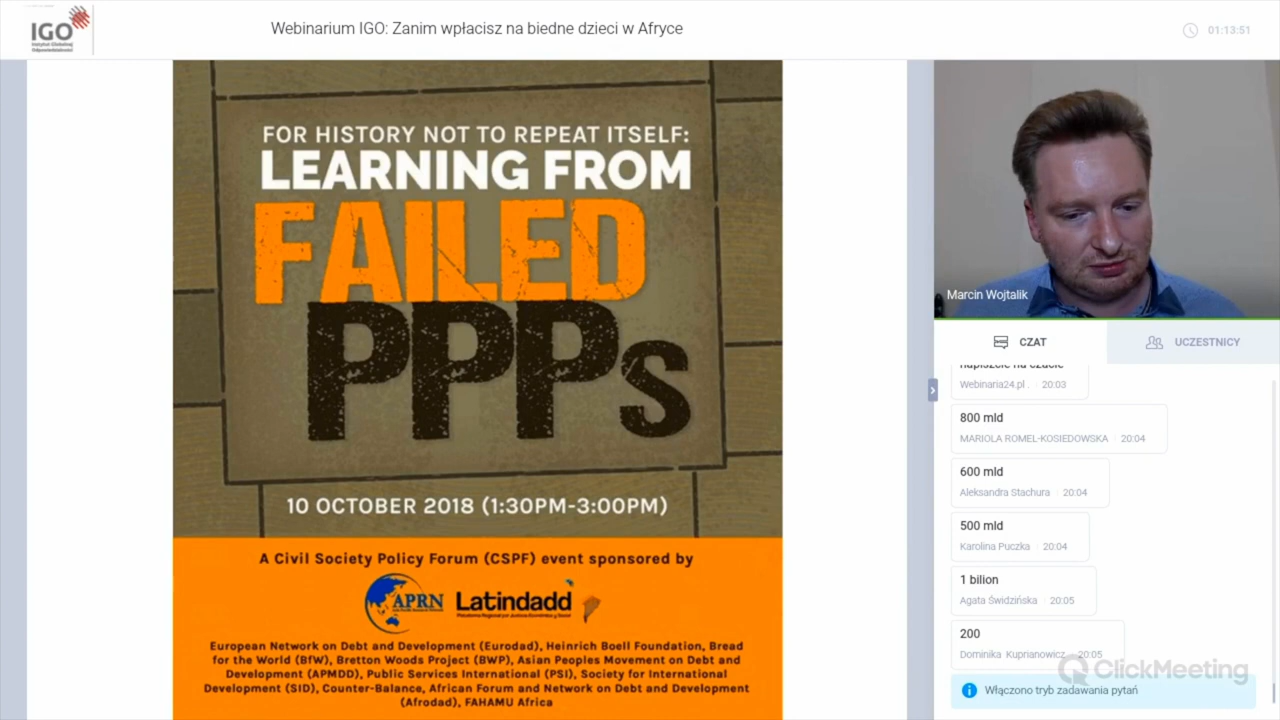 IGO
Instytut Globalnej
Odpowiedzialności
Webinarium IGO: Zanim wpłacisz na biedne dzieci w Afryce
01:13:51
FOR HISTORY NOT TO REPEAT ITSELF:
LEARNING FROM
FAILED
PPPs
10 OCTOBER 2018 (1:30PM-3:00PM)
A Civil Society Policy Forum (CSPF) event sponsored by
APRN
Latindadd
European Network on Debt and Development (Eurodad), Heinrich Boell Foundation, Bread
for the World (BfW), Bretton Woods Project (BWP), Asian Peoples Movement on Debt and
Development (APMDD), Public Services International (PSI), Society for International
Development (SID), Counter-Balance, African Forum and Network on Debt and Development
(Afrodad), FAHAMU Africa
Marcin Wojtalik
CZAT
UCZESTNICY
napiszcie na czacie
Webinaria24.pl . 20:03
800 mld
MARIOLA ROMEL-KOSIEDOWSKA 20:04
600 mld
Aleksandra Stachura 20:04
500 mld
Karolina Puczka 20:04
1 bilion
Agata Świdzińska 20:05
200
Dominika Kuprianowicz 20:05
ClickMeeting
Włączono tryb zadawania pytań